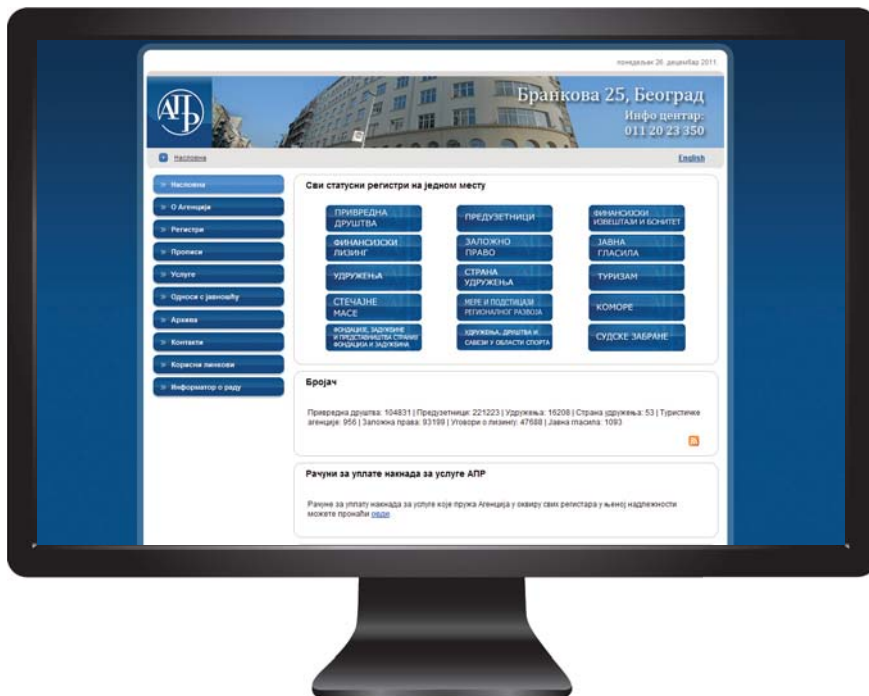 понедељак 26. децембар 2011.
АПР
Бранкова 25, Београд
Инфо центар:
011 20 23 350
Насловна
English
» Насловна
» О Агенцији
» Регистри
» Прописи
» Услуге
» Односи с јавношћу
» Архива
» Контакти
» Корисни линкови
» Информатор о раду
Сви статусни регистри на једном месту
ПРИВРЕДНА
ДРУШТВА
ПРЕДУЗЕТНИЦИ
ФИНАНСИЈСКИ
ИЗВЕШТАЈИ И БОНИТЕТ
ФИНАНСИЈСКИ
ЛИЗИНГ
ЗАЛОЖНО
ПРАВО
ЈАВНА
ГЛАСИЛА
УДРУЖЕЊА
СТРАНА
УДРУЖЕЊА
ТУРИЗАМ
СТЕЧАЈНЕ
МАСЕ
МЕРЕ И ПОДСТИЦАЈИ
РЕГИОНАЛНОГ РАЗВОЈА
КОМОРЕ
ФОНДАЦИЈЕ, ЗАДУЖБИНЕ
И ПРЕДСТАВНИШТВА СТРАНИХ
ФОНДАЦИЈА И ЗАДУЖБИНА
УДРУЖЕЊА, ДРУШТВА И
САВЕЗИ У ОБЛАСТИ СПОРТА
СУДСКЕ ЗАБРАНЕ
Бројач
Привредна друштва: 104831 | Предузетници: 221223 | Удружења: 16208 | Страна удружења: 53 | Туристичке
агенције: 956 | Заложна права: 93199 | Уговори о лизингу: 47688 | Јавна гласила: 1093
Рачуни за уплате накнада за услуге АПР
Рачуне за уплату накнада за услуге које пружа Агенција у оквиру свих регистара у њеној надлежности
можете пронаћи овде